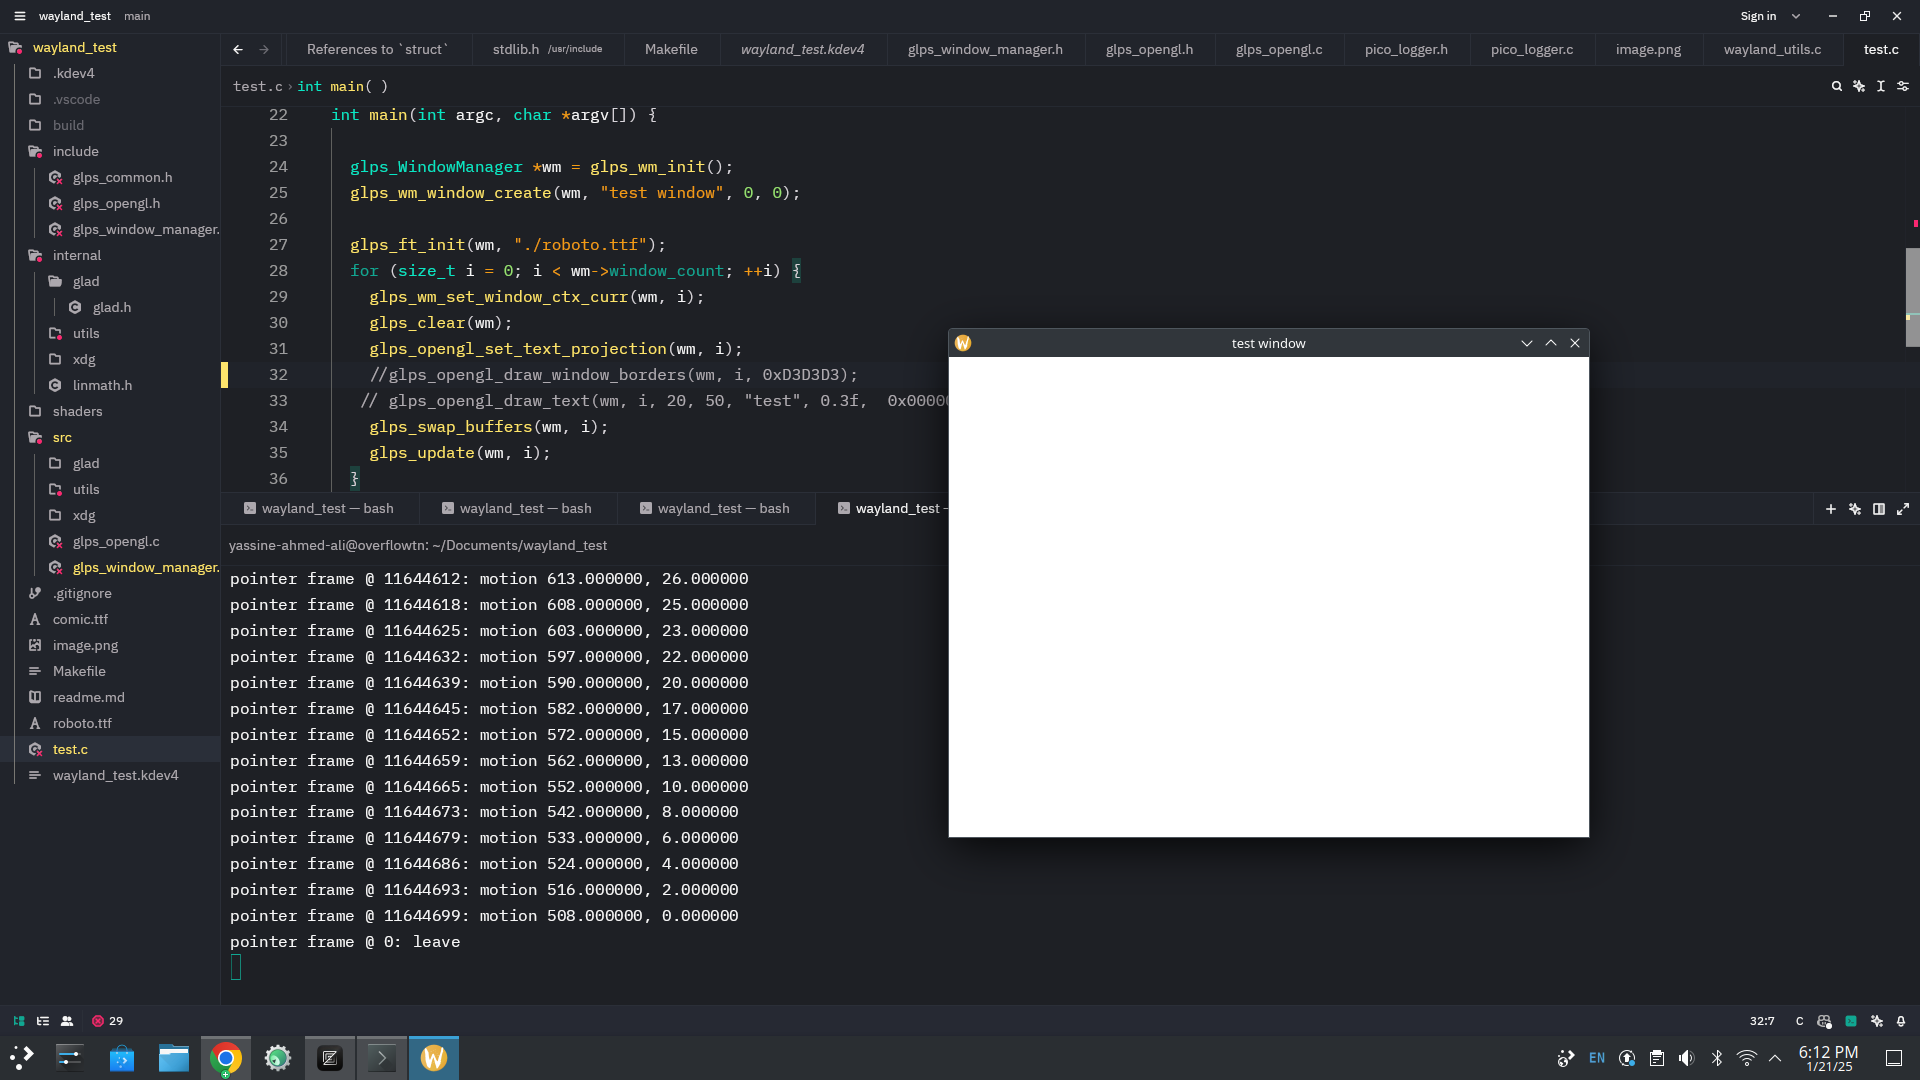 wayland_test main Sign in
wayland_test
.kdev4
.vscode
build
include
glps_common.h
glps_opengl.h
glps_window_manager.
internal
glad
glad.h
utils
xdg
linmath.h
shaders
src
glad
utils
xdg
glps_opengl.c
glps_window_manager.
.gitignore
comic.ttf
image.png
Makefile
readme.md
roboto.ttf
test.c
wayland_test.kdev4
References to `struct` stdlib.h /usr/include Makefile wayland_test.kdev4 glps_window_manager.h glps_opengl.h glps_opengl.c pico_logger.h pico_logger.c image.png wayland_utils.c test.c
test.c › int main( )
22 int main(int argc, char *argv[]) {
23
24 glps_WindowManager *wm = glps_wm_init();
25 glps_wm_window_create(wm, "test window", 0, 0);
26
27 glps_ft_init(wm, "./roboto.ttf");
28 for (size_t i = 0; i < wm->window_count; ++i) {
29 glps_wm_set_window_ctx_curr(wm, i);
30 glps_clear(wm);
31 glps_opengl_set_text_projection(wm, i);
32 //glps_opengl_draw_window_borders(wm, i, 0xD3D3D3);
33 // glps_opengl_draw_text(wm, i, 20, 50, "test", 0.3f, 0x0000
34 glps_swap_buffers(wm, i);
35 glps_update(wm, i);
36 }
test window
wayland_test — bash wayland_test — bash wayland_test — bash wayland_test -
yassine-ahmed-ali@overflowtn: ~/Documents/wayland_test
pointer frame @ 11644612: motion 613.000000, 26.000000
pointer frame @ 11644618: motion 608.000000, 25.000000
pointer frame @ 11644625: motion 603.000000, 23.000000
pointer frame @ 11644632: motion 597.000000, 22.000000
pointer frame @ 11644639: motion 590.000000, 20.000000
pointer frame @ 11644645: motion 582.000000, 17.000000
pointer frame @ 11644652: motion 572.000000, 15.000000
pointer frame @ 11644659: motion 562.000000, 13.000000
pointer frame @ 11644665: motion 552.000000, 10.000000
pointer frame @ 11644673: motion 542.000000, 8.000000
pointer frame @ 11644679: motion 533.000000, 6.000000
pointer frame @ 11644686: motion 524.000000, 4.000000
pointer frame @ 11644693: motion 516.000000, 2.000000
pointer frame @ 11644699: motion 508.000000, 0.000000
pointer frame @ 0: leave
29 32:7 C
EN 6:12 PM
1/21/25